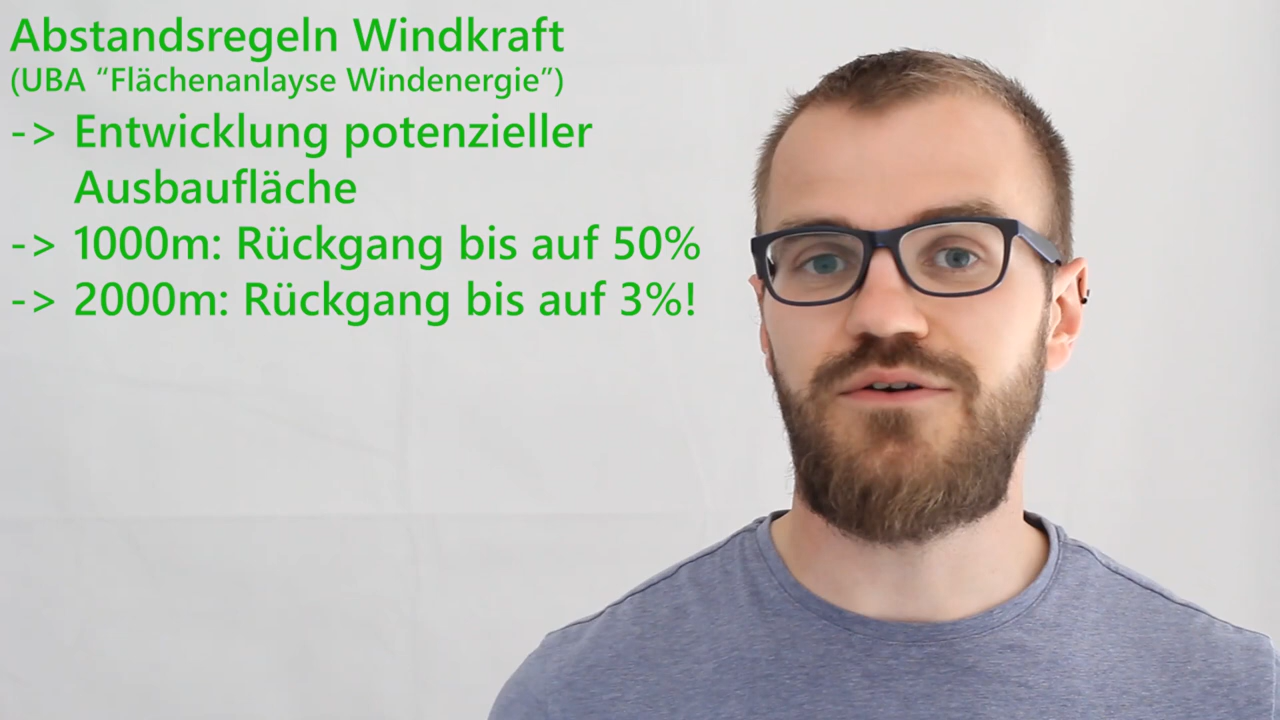 Abstandsregeln Windkraft
(UBA “Flächenanlayse Windenergie”)
-> Entwicklung potenzieller
Ausbaufläche
-> 1000m: Rückgang bis auf 50%
-> 2000m: Rückgang bis auf 3%!